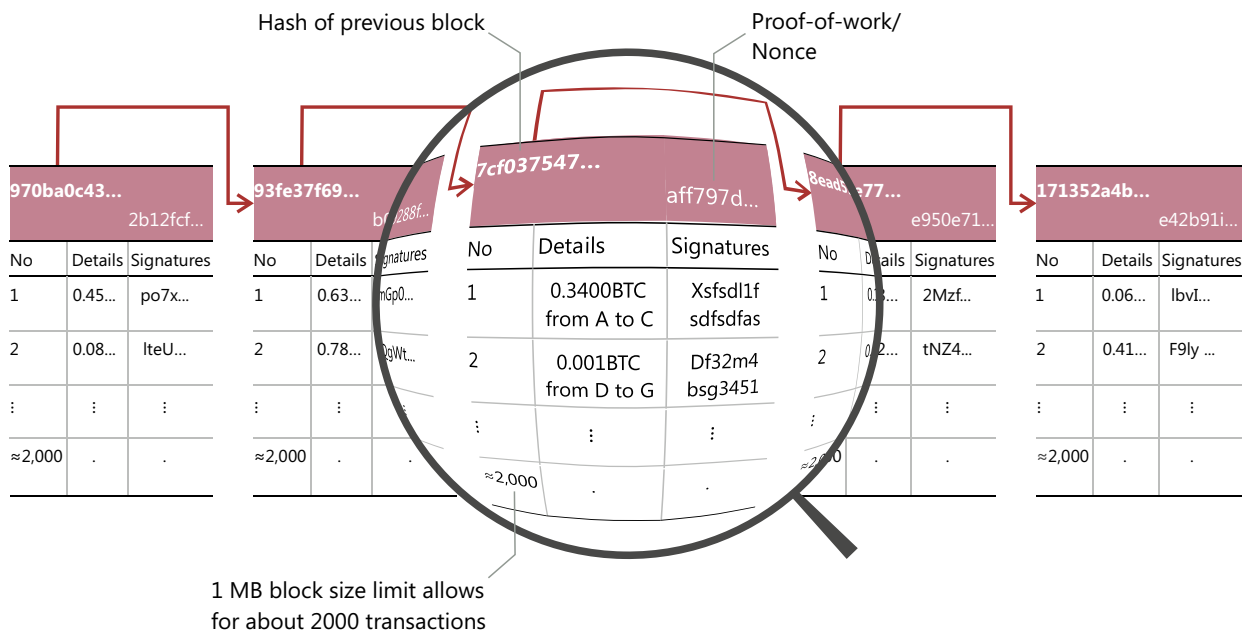 Hash of previous block
Proof-of-work/
Nonce
970ba0c43...
2b12fcf...
No Details Signatures
1 0.45... po7x...
2 0.08... lteU...
⋮ ⋮ ⋮
≈2,000 . .
93fe37f69...
No Details
1 0.63...
2 0.78...
⋮ ⋮
≈2,000 .
7cf037547...
aff797d...
No Details Signatures
1 0.3400BTC Xsfsdl1f
from A to C sdfsdfas
2 0.001BTC Df32m4
from D to G bsg3451
⋮ ⋮ ⋮
≈2,000 . .
e950e71...
No Signatures
1 2Mzf...
2 tNZ4...
⋮ ⋮
. .
171352a4b...
e42b91i...
No Details Signatures
1 0.06... lbvI...
2 0.41... F9ly ...
⋮ ⋮ ⋮
≈2,000 . .
1 MB block size limit allows
for about 2000 transactions